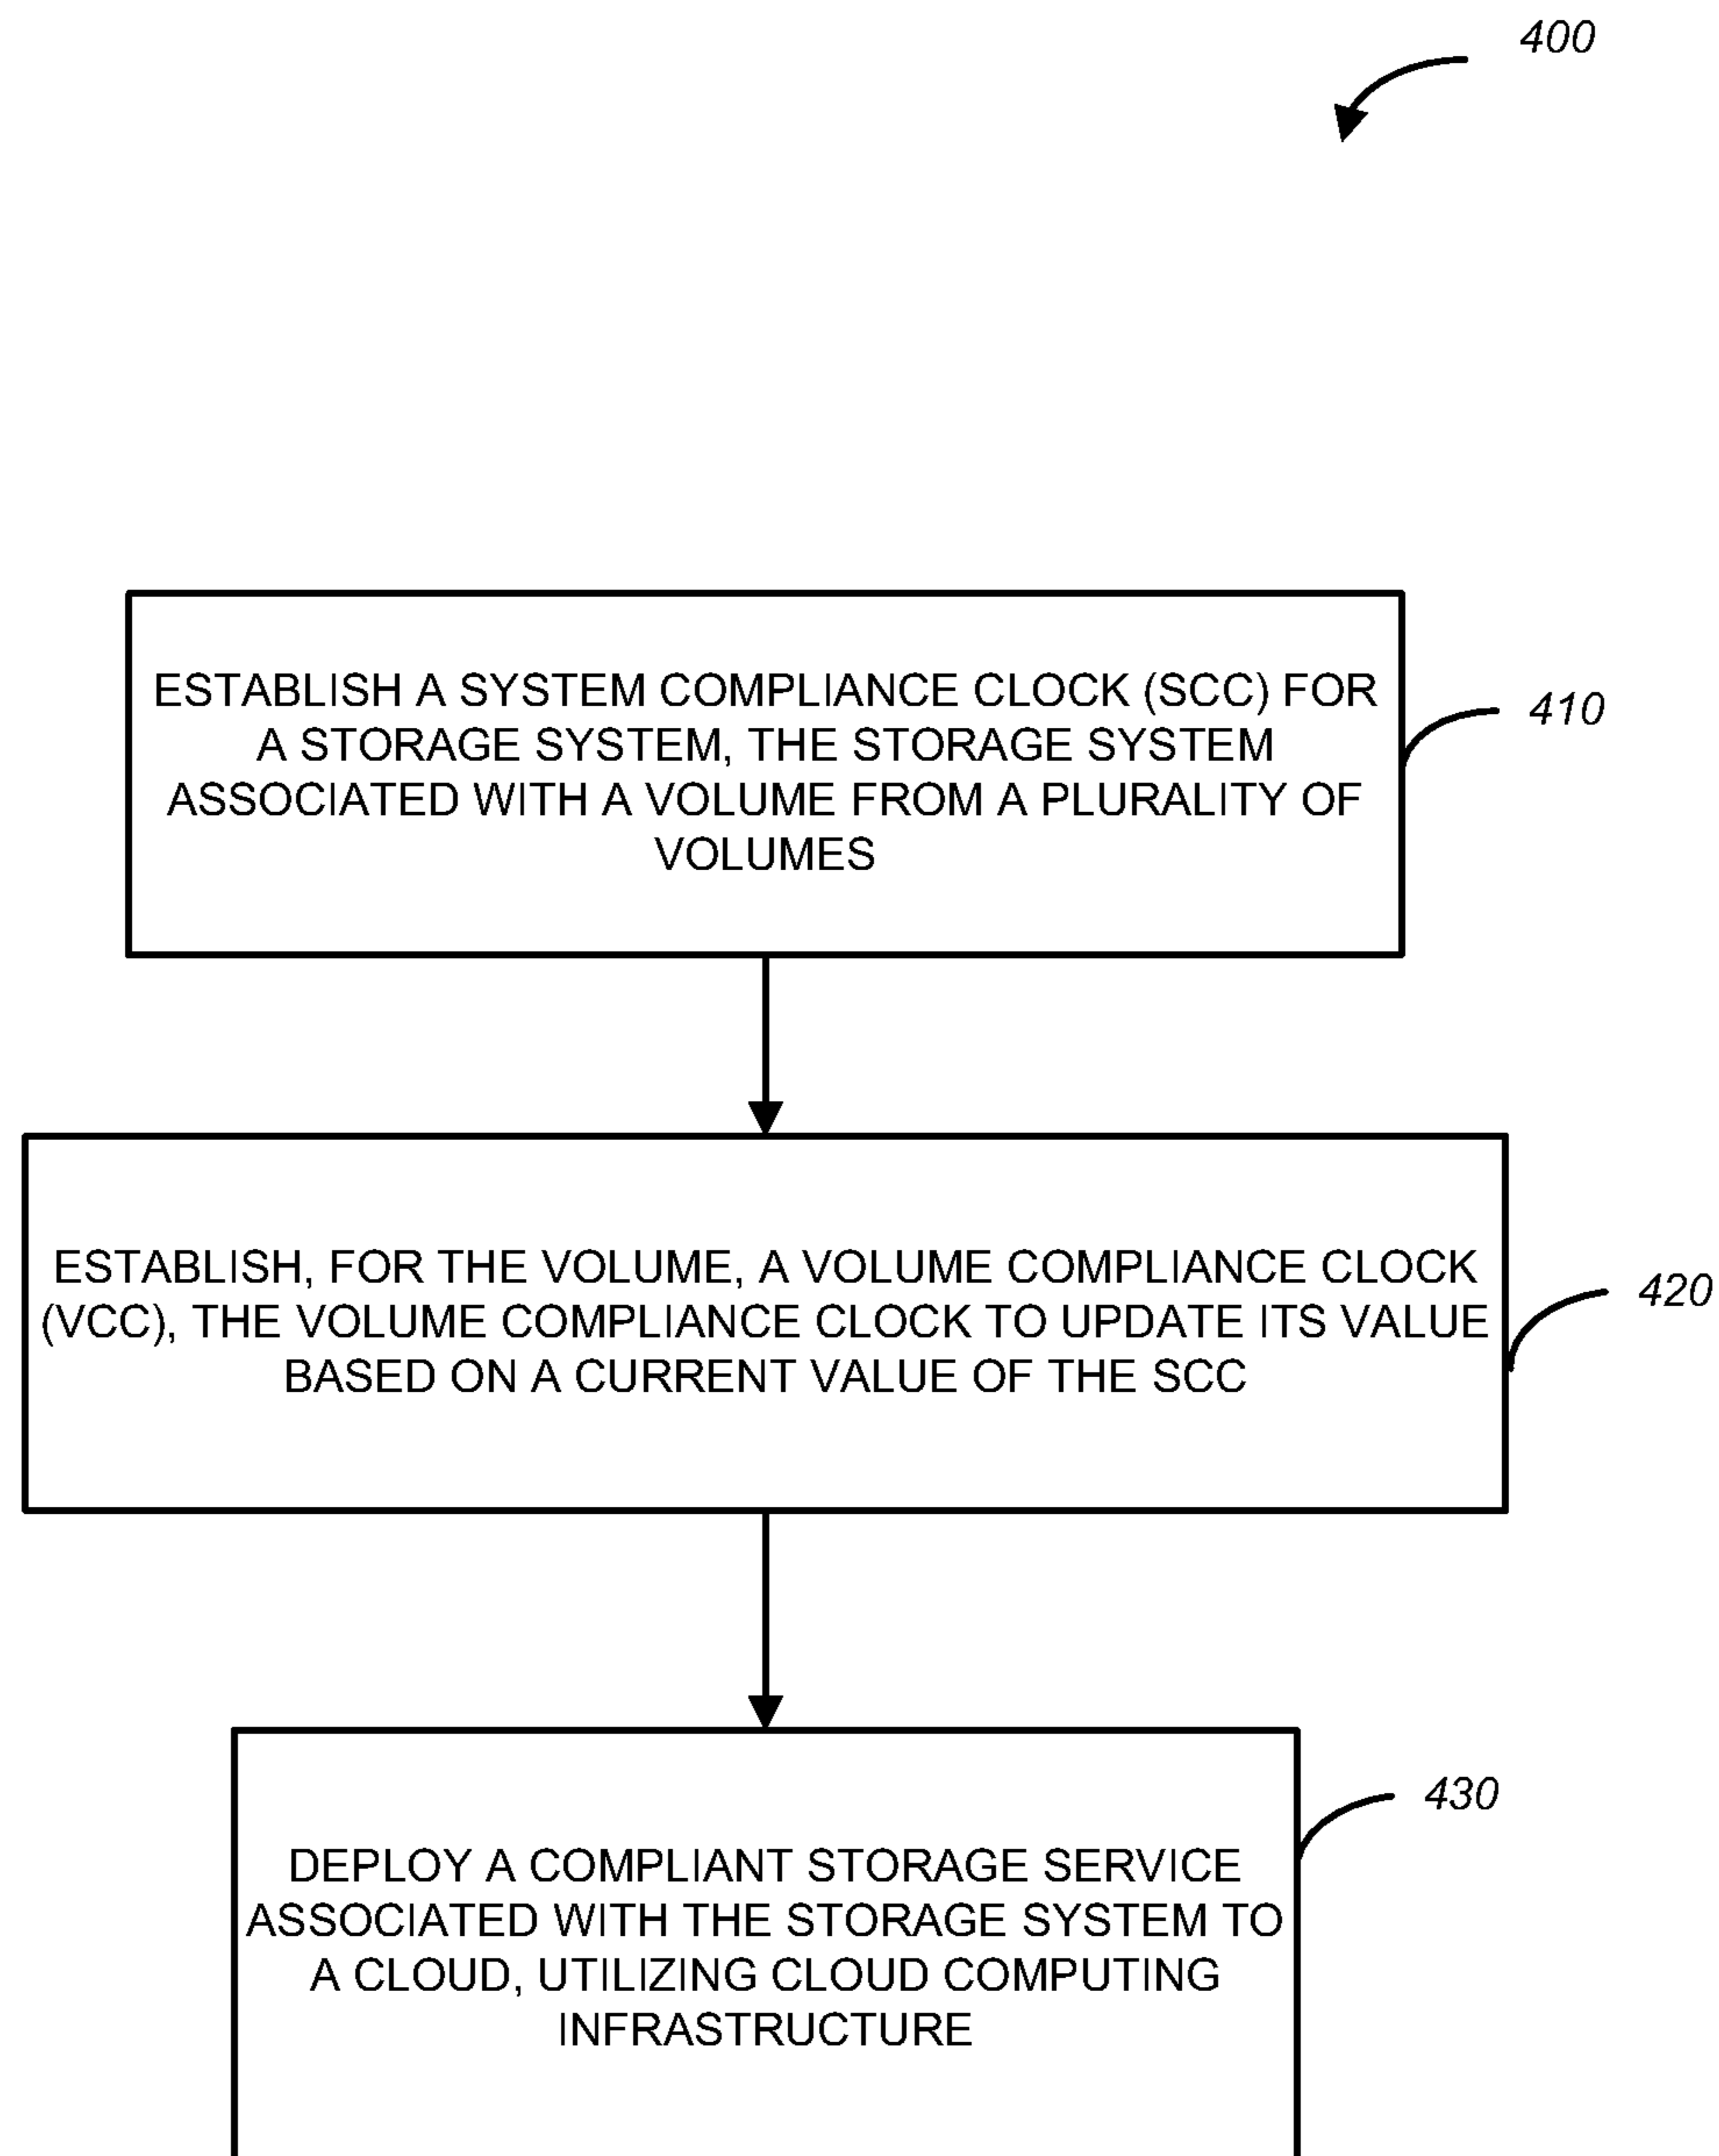 400
ESTABLISH A SYSTEM COMPLIANCE CLOCK (SCC) FOR
A STORAGE SYSTEM, THE STORAGE SYSTEM
ASSOCIATED WITH A VOLUME FROM A PLURALITY OF
VOLUMES
410
ESTABLISH, FOR THE VOLUME, A VOLUME COMPLIANCE CLOCK
(VCC), THE VOLUME COMPLIANCE CLOCK TO UPDATE ITS VALUE
BASED ON A CURRENT VALUE OF THE SCC
420
DEPLOY A COMPLIANT STORAGE SERVICE
ASSOCIATED WITH THE STORAGE SYSTEM TO
A CLOUD, UTILIZING CLOUD COMPUTING
INFRASTRUCTURE
430